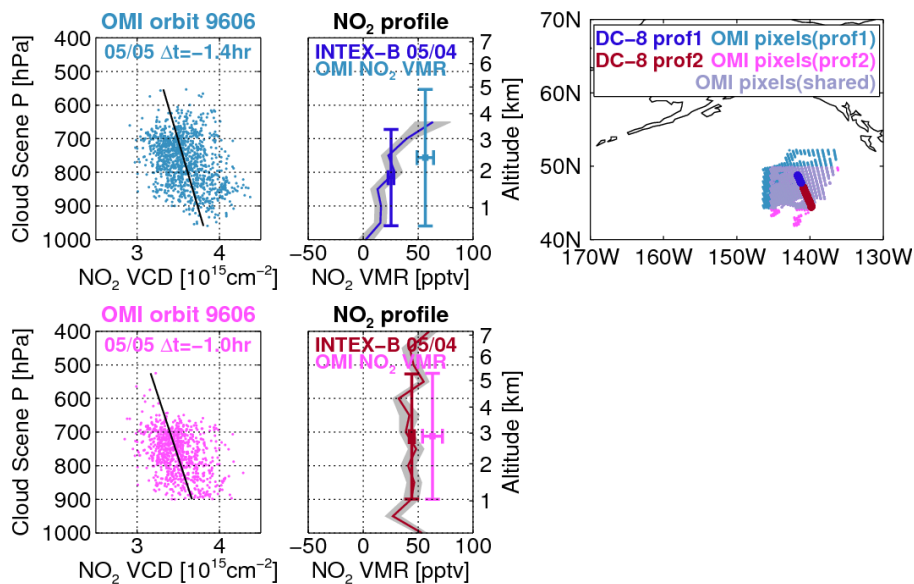 OMI orbit 9606
05/05 Δt=−1.4hr
Cloud Scene P [hPa]
400
500
600
700
800
900
1000
3
4
NO₂ VCD [10¹⁵cm⁻²]
NO₂ profile
INTEX−B 05/04
OMI NO₂ VMR
7
6
5
4
3
2
1
Altitude [km]
−50
0
50
100
NO₂ VMR [pptv]
70N
60N
50N
40N
170W
160W
150W
140W
130W
DC−8 prof1 OMI pixels(prof1)
DC−8 prof2 OMI pixels(prof2)
OMI pixels(shared)
OMI orbit 9606
05/05 Δt=−1.0hr
Cloud Scene P [hPa]
400
500
600
700
800
900
1000
3
4
NO₂ VCD [10¹⁵cm⁻²]
NO₂ profile
INTEX−B 05/04
OMI NO₂ VMR
7
6
5
4
3
2
1
Altitude [km]
−50
0
50
100
NO₂ VMR [pptv]